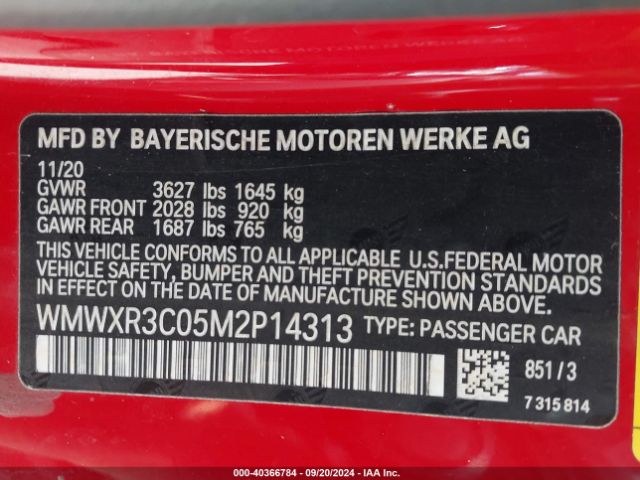 MFD BY BAYERISCHE MOTOREN WERKE AG
11/20
GVWR 3627 lbs 1645 kg
GAWR FRONT 2028 lbs 920 kg
GAWR REAR 1687 lbs 765 kg
THIS VEHICLE CONFORMS TO ALL APPLICABLE U.S.FEDERAL MOTOR
VEHICLE SAFETY, BUMPER AND THEFT PREVENTION STANDARDS
IN EFFECT ON THE DATE OF MANUFACTURE SHOWN ABOVE.
WMWXR3C05M2P14313 TYPE: PASSENGER CAR
851/3
7315814
000-40366784 - 09/20/2024 - IAA Inc.